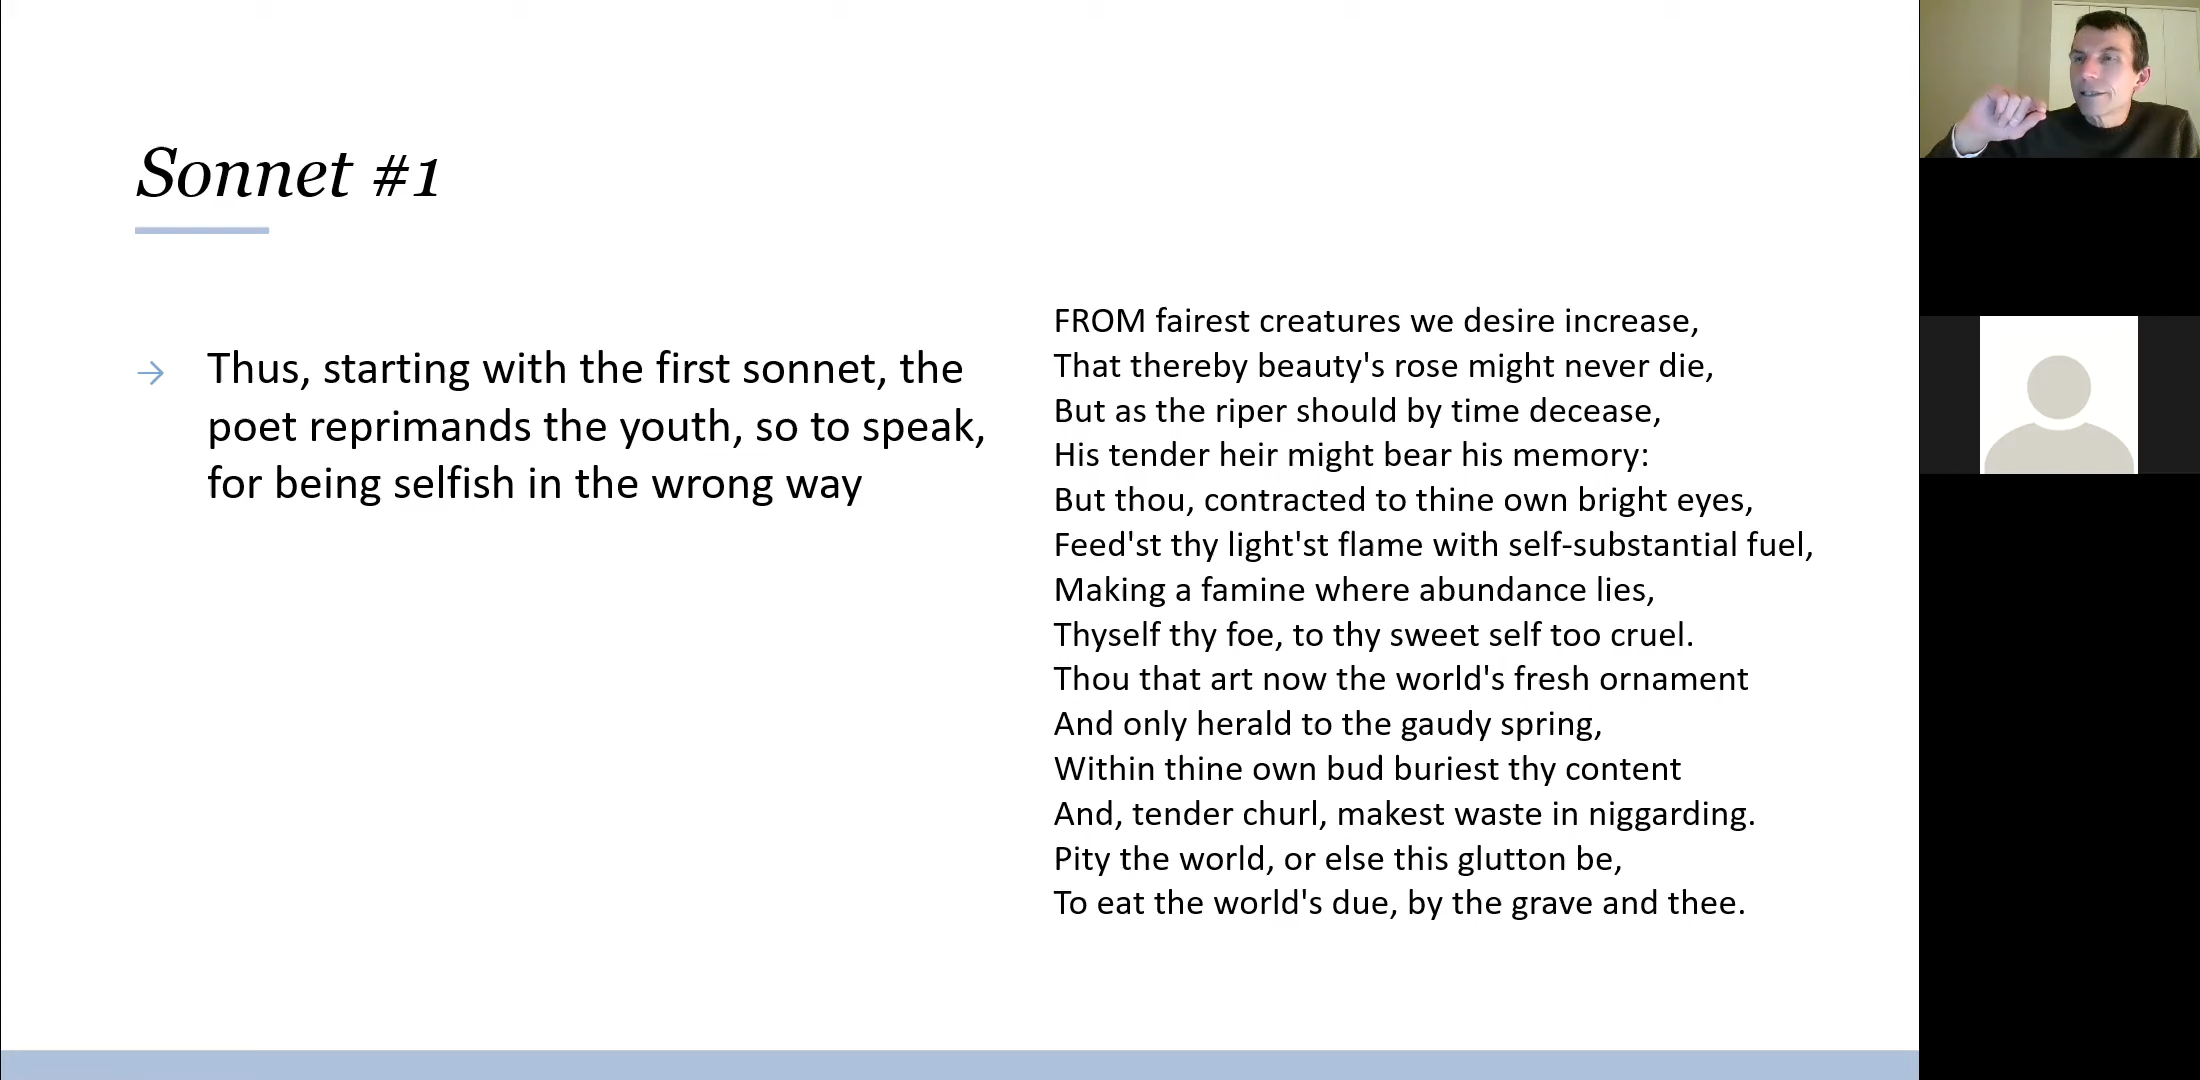 Sonnet #1
→ Thus, starting with the first sonnet, the
poet reprimands the youth, so to speak,
for being selfish in the wrong way
FROM fairest creatures we desire increase,
That thereby beauty's rose might never die,
But as the riper should by time decease,
His tender heir might bear his memory:
But thou, contracted to thine own bright eyes,
Feed'st thy light'st flame with self-substantial fuel,
Making a famine where abundance lies,
Thyself thy foe, to thy sweet self too cruel.
Thou that art now the world's fresh ornament
And only herald to the gaudy spring,
Within thine own bud buriest thy content
And, tender churl, makest waste in niggarding.
Pity the world, or else this glutton be,
To eat the world's due, by the grave and thee.